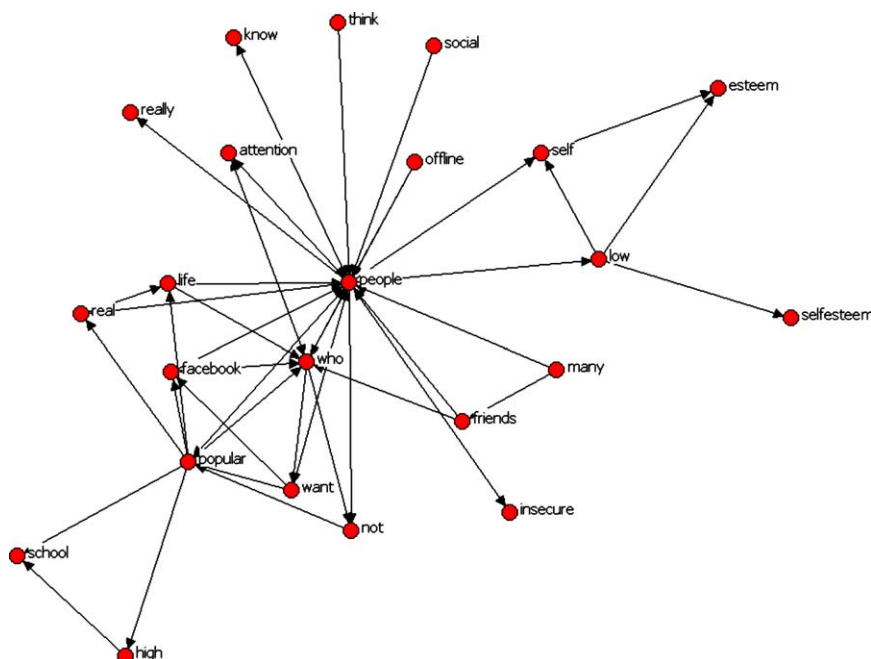 think
know
social
esteem
really
attention
self
offline
low
people
life
real
selfesteem
who
many
facebook
friends
popular
want
insecure
not
school
high